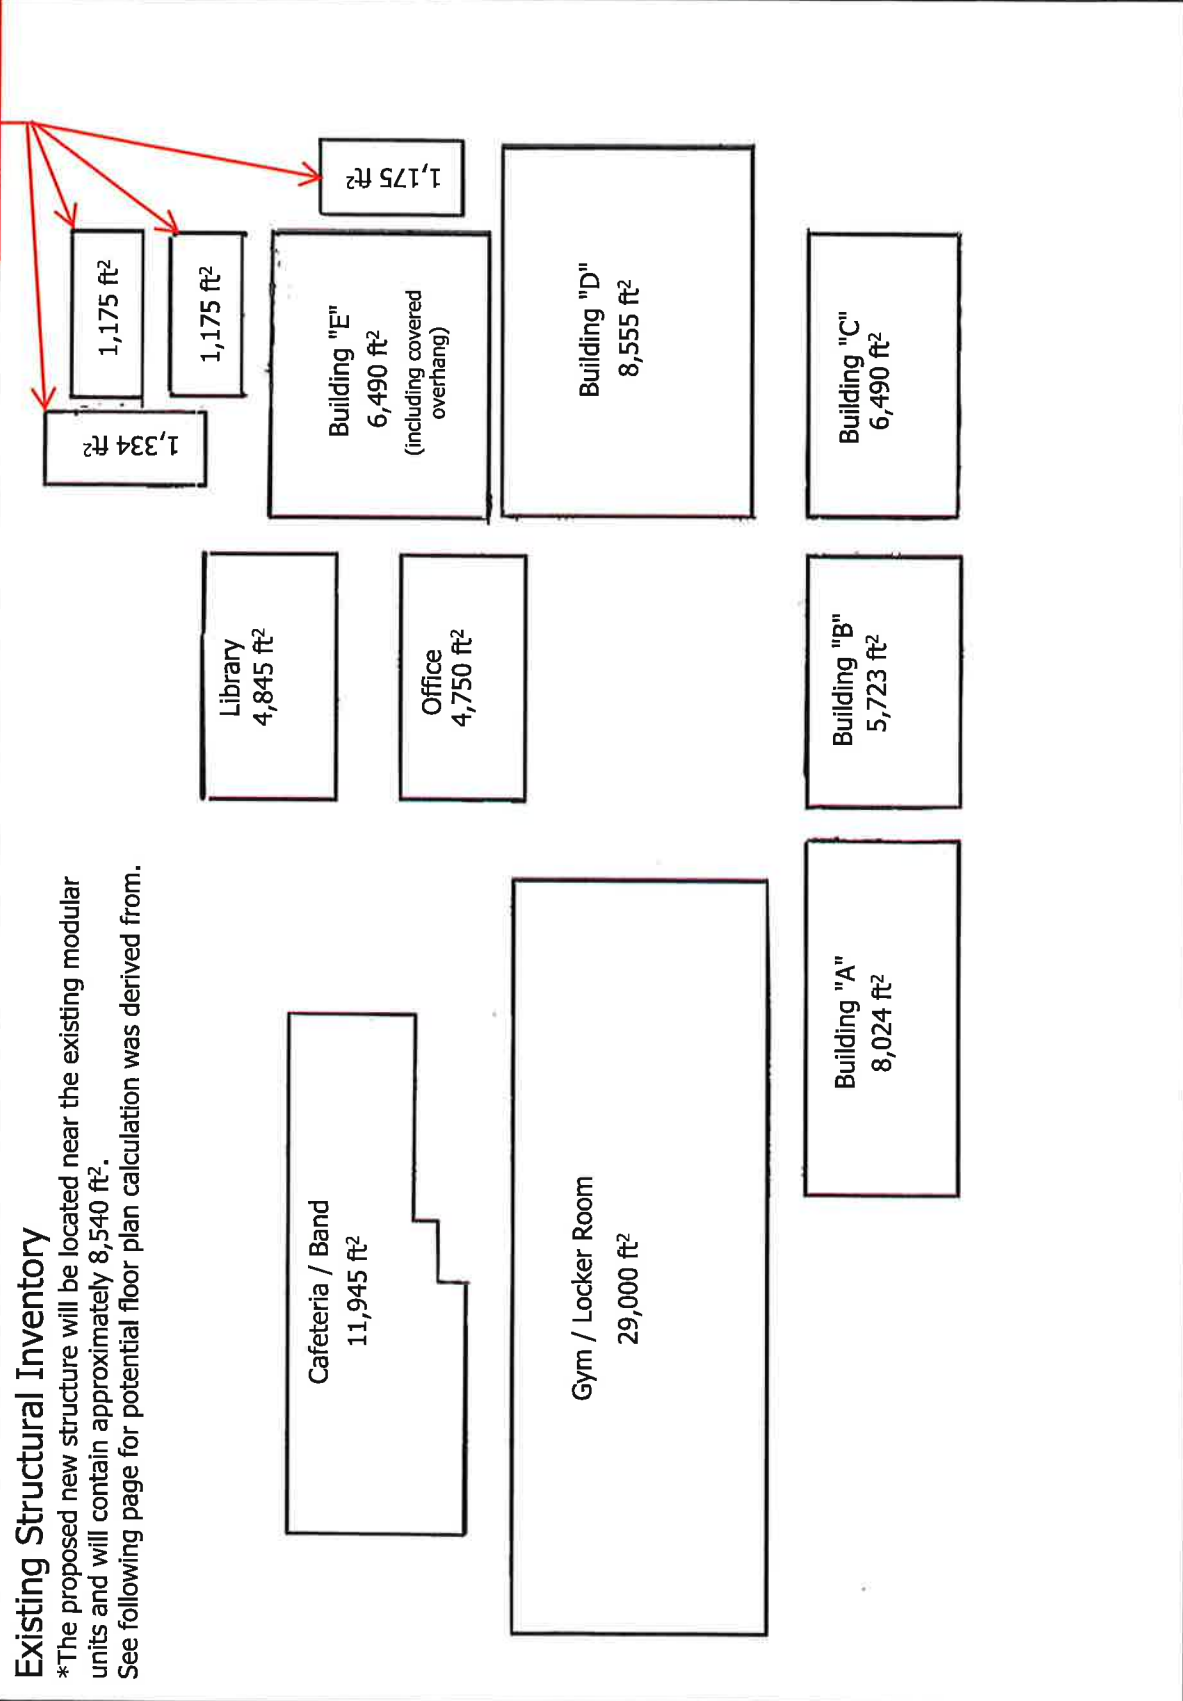 Existing Structural Inventory
*The proposed new structure will be located near the existing modular
units and will contain approximately 8,540 ft².
See following page for potential floor plan calculation was derived from.
1,334 ft²
1,175 ft²
1,175 ft²
1,175 ft²
Library
4,845 ft²
Building "E"
6,490 ft²
(including covered
overhang)
Cafeteria / Band
11,945 ft²
Office
4,750 ft²
Building "D"
8,555 ft²
Gym / Locker Room
29,000 ft²
Building "A"
8,024 ft²
Building "B"
5,723 ft²
Building "C"
6,490 ft²